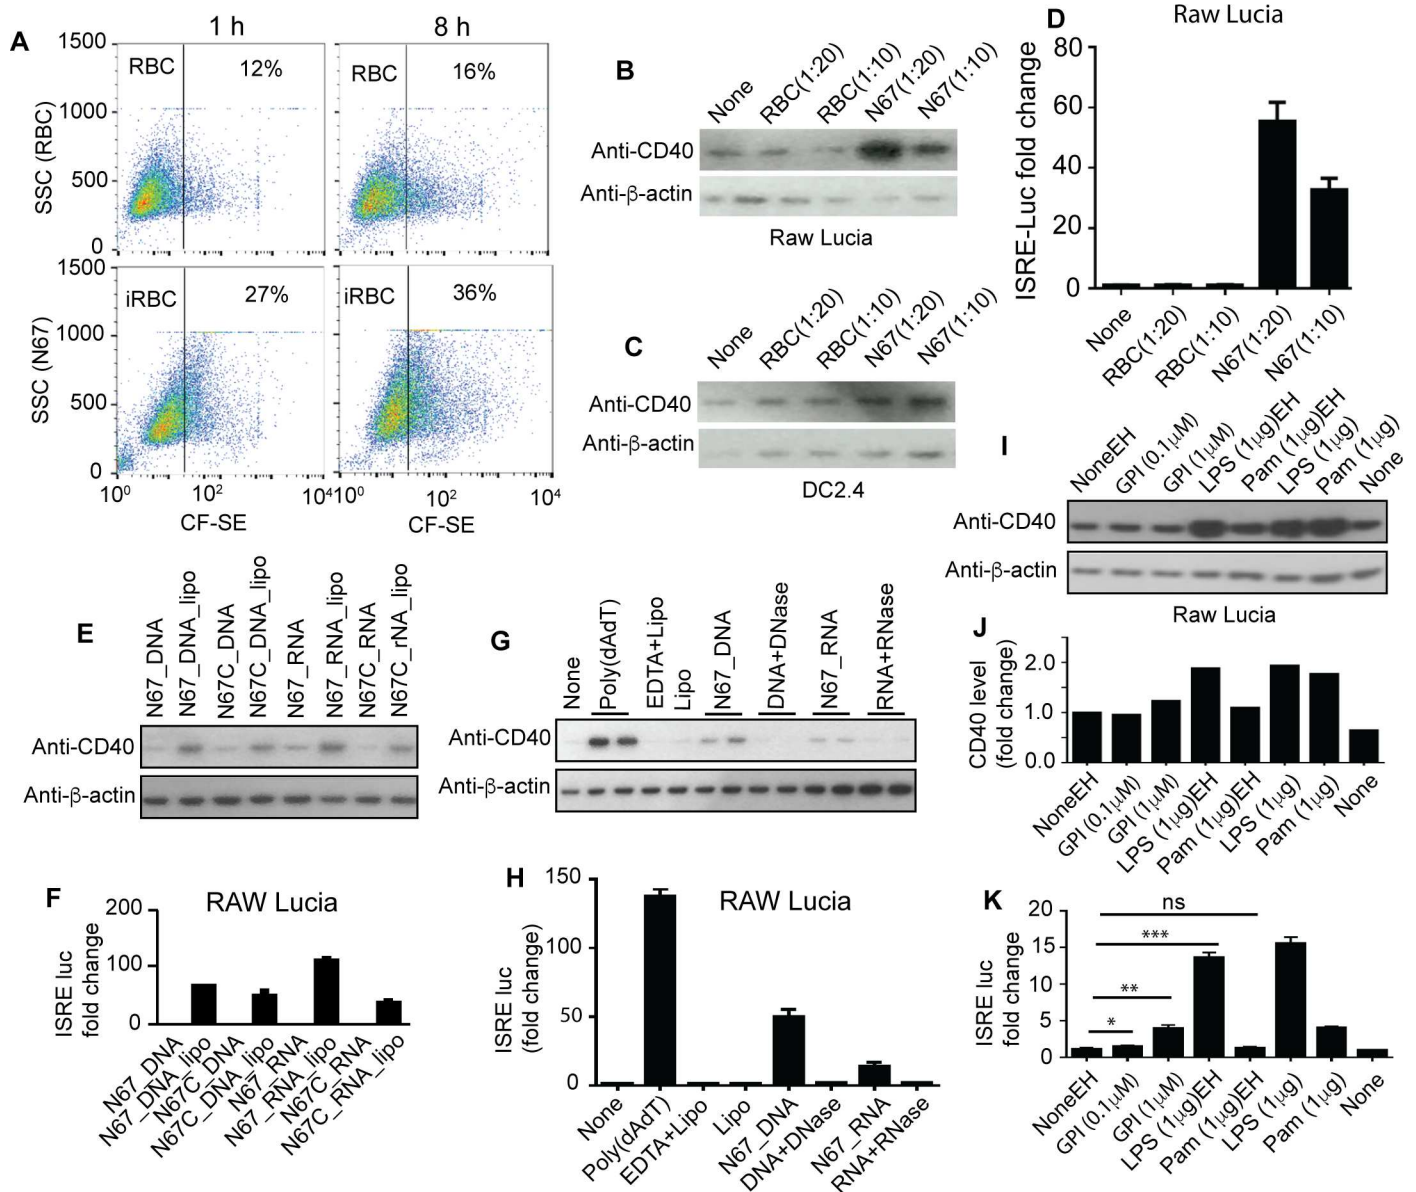 A
1 h
8 h
1500
1000
500
0
SSC (RBC)
RBC
12%
RBC
16%
1500
1000
500
0
SSC (N67)
iRBC
27%
iRBC
36%
10⁰
10²
10⁴
10⁰
10²
10⁴
CF-SE
CF-SE
B
None
RBC(1:20)
RBC(1:10)
N67(1:20)
N67(1:10)
Anti-CD40
Anti-β-actin
Raw Lucia
C
None
RBC(1:20)
RBC(1:10)
N67(1:20)
N67(1:10)
Anti-CD40
Anti-β-actin
DC2.4
D
Raw Lucia
ISRE-Luc fold change
80
60
40
20
0
None
RBC(1:20)
RBC(1:10)
N67(1:20)
N67(1:10)
E
N67_DNA
N67_DNA_lipo
N67C_DNA
N67C_DNA_lipo
N67_RNA
N67_RNA_lipo
N67C_RNA
N67C_rNA_lipo
Anti-CD40
Anti-β-actin
F
RAW Lucia
ISRE luc
fold change
200
100
0
N67_DNA
N67_DNA_lipo
N67C_DNA
N67C_DNA_lipo
N67_RNA
N67_RNA_lipo
N67C_RNA
N67C_RNA_lipo
G
None
Poly(dAdT)
EDTA+Lipo
Lipo
N67_DNA
DNA+DNase
N67_RNA
RNA+RNase
Anti-CD40
Anti-β-actin
H
RAW Lucia
ISRE luc
(fold change)
150
100
50
0
None
Poly(dAdT)
EDTA+Lipo
Lipo
N67_DNA
DNA+DNase
N67_RNA
RNA+RNase
I
NoneEH
GPI (0.1μM)
GPI (1μM)
LPS (1μg)EH
Pam (1μg)EH
LPS (1μg)
Pam (1μg)
None
Anti-CD40
Anti-β-actin
Raw Lucia
J
CD40 level
(fold change)
2.0
1.0
0.0
NoneEH
GPI (0.1μM)
GPI (1μM)
LPS (1μg)EH
Pam (1μg)EH
LPS (1μg)
Pam (1μg)
None
K
ISRE luc
fold change
20
15
10
5
0
ns
***
**
*
NoneEH
GPI (0.1μM)
GPI (1μM)
LPS (1μg)EH
Pam (1μg)EH
LPS (1μg)
Pam (1μg)
None